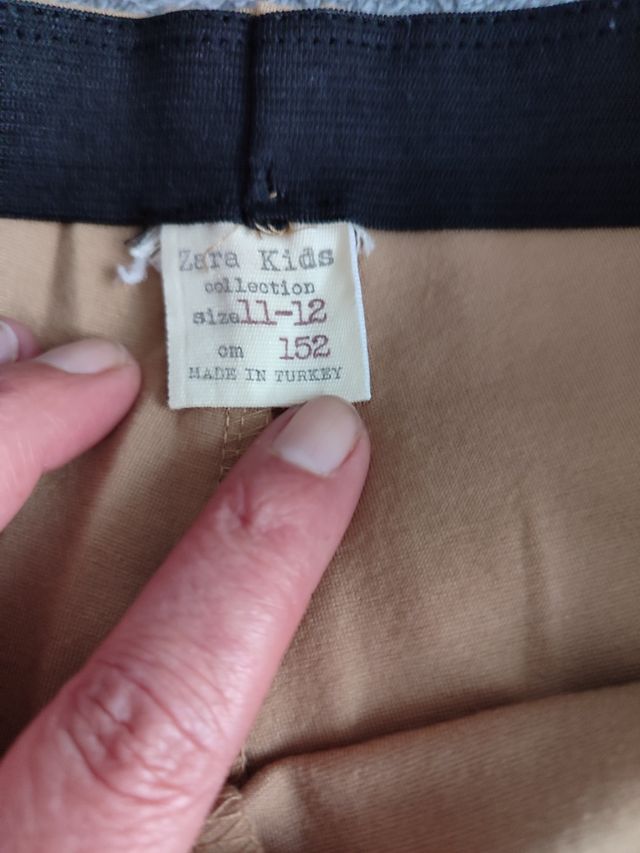 Zara Kids
collection
size11-12
cm 152
MADE IN TURKEY